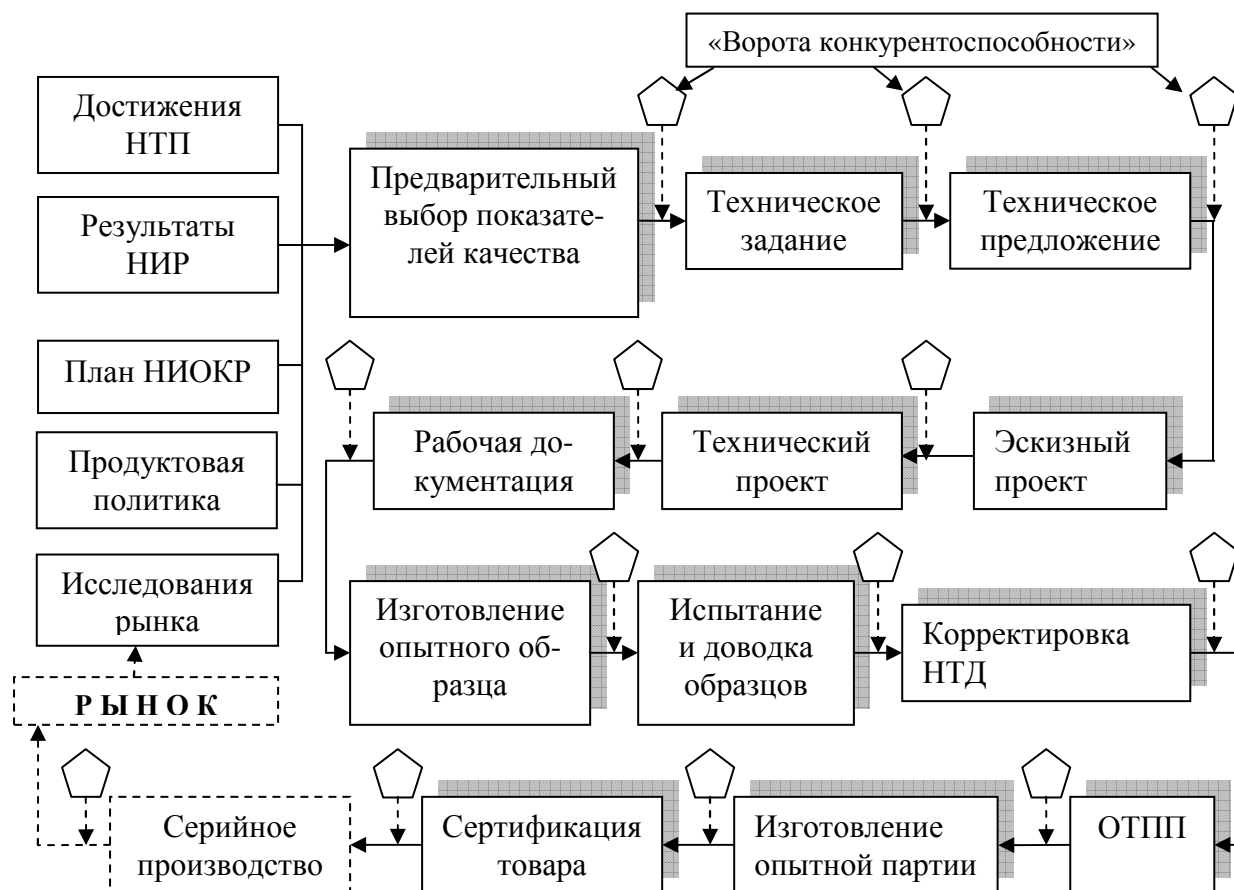 «Ворота конкурентоспособности»
Достижения
НТП
Результаты
НИР
План НИОКР
Продуктовая
политика
Исследования
рынка
Р Ы Н О К
Предварительный
выбор показате-
лей качества
Техническое
задание
Техническое
предложение
Эскизный
проект
Технический
проект
Рабочая до-
кументация
Изготовление
опытного об-
разца
Испытание
и доводка
образцов
Корректировка
НТД
ОТПП
Изготовление
опытной партии
Сертификация
товара
Серийное
производство